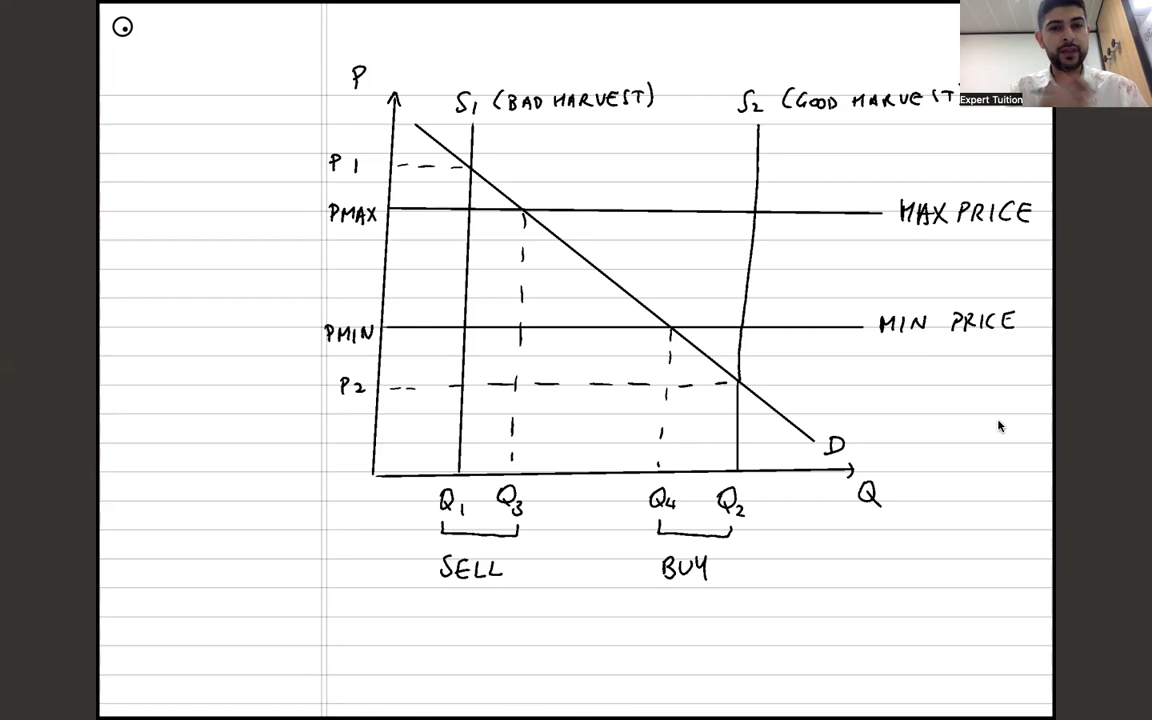 P
S1 (BAD HARVEST)
S2 (GOOD HARVEST
Expert Tuition
P1
PMAX
MAX PRICE
PMIN
MIN PRICE
P2
D
Q1 Q3 Q4 Q2 Q
SELL BUY